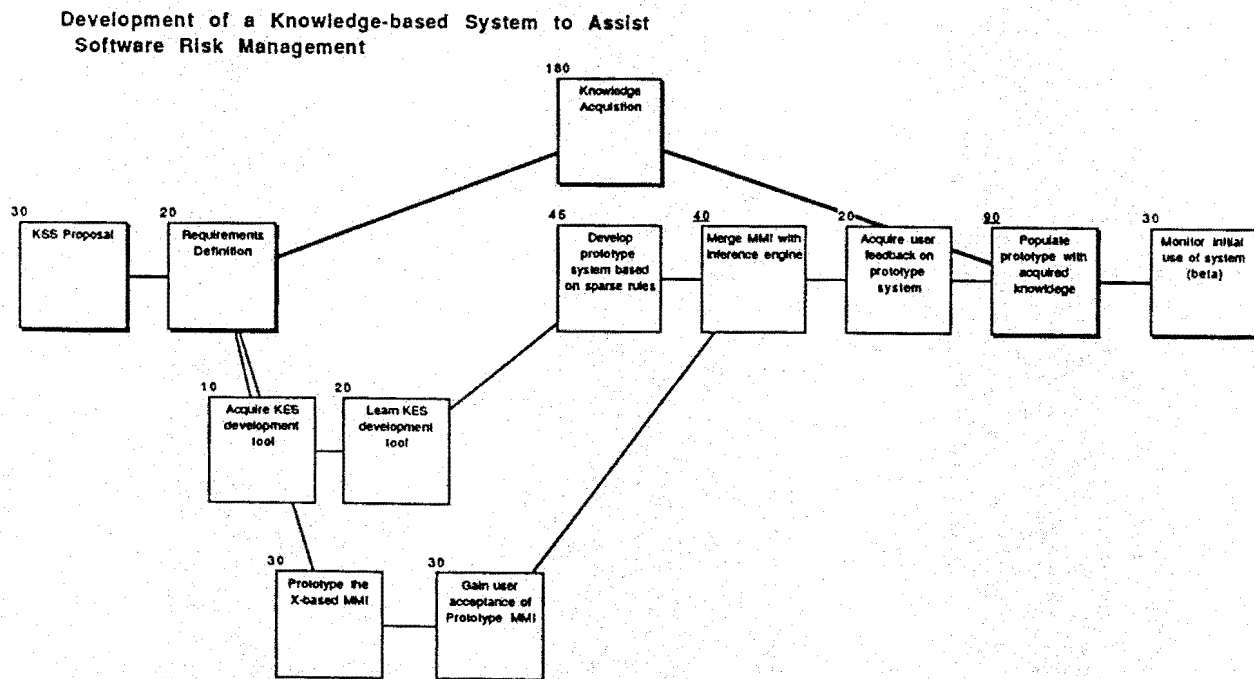 Development of a Knowledge-based System to Assist
Software Risk Management
180
Knowledge
Acquistion
30
KSS Proposal
20
Requirements
Definition
45
Develop
prototype
system based
on sparse rules
40
Merge MMI with
inference engine
20
Acquire user
feedback on
prototype
system
90
Populate
prototype with
acquired
knowldege
30
Monitor initial
use of system
(beta)
10
Acquire KES
development
tool
20
Learn KES
development
tool
30
Prototype the
X-based MMI
30
Gain user
acceptance of
Prototype MMI